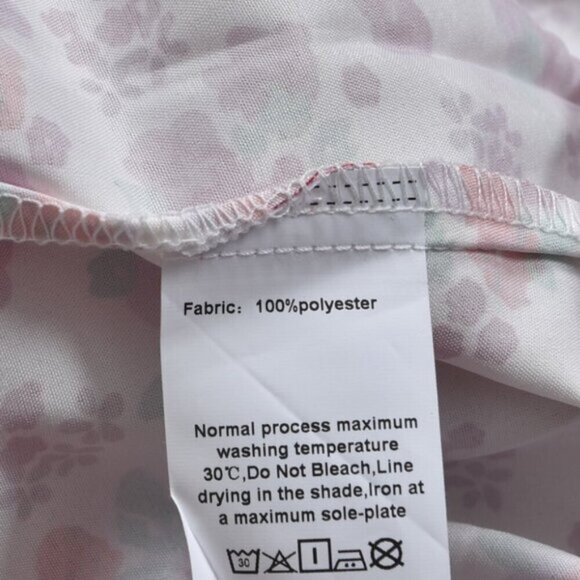 Fabric: 100%polyester
Normal process maximum
washing temperature
30℃,Do Not Bleach,Line
drying in the shade,Iron at
a maximum sole-plate
30